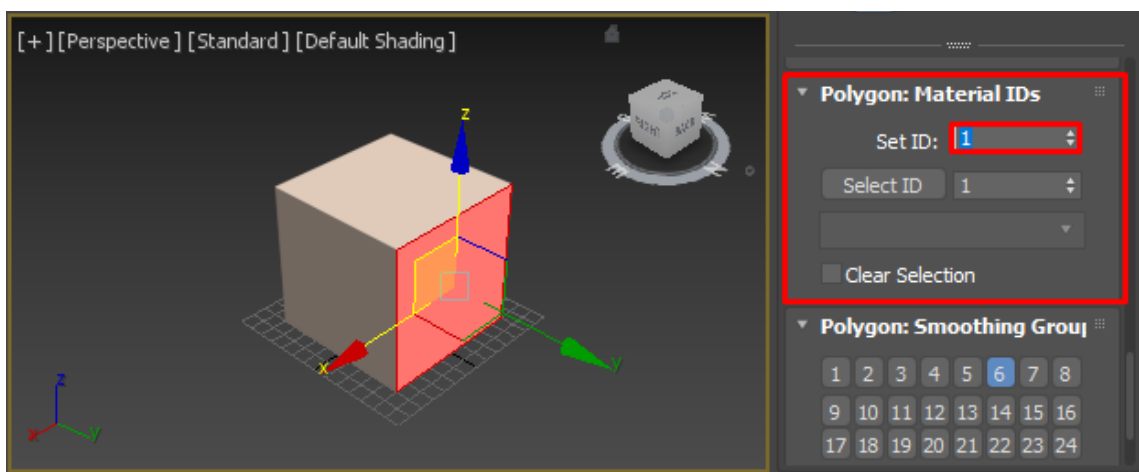 [+][Perspective][Standard][Default Shading]
z
x
y
z
x
y
RIGHT
BACK
Polygon: Material IDs
Set ID: 1
Select ID 1
Clear Selection
Polygon: Smoothing Grou
1 2 3 4 5 6 7 8
9 10 11 12 13 14 15 16
17 18 19 20 21 22 23 24